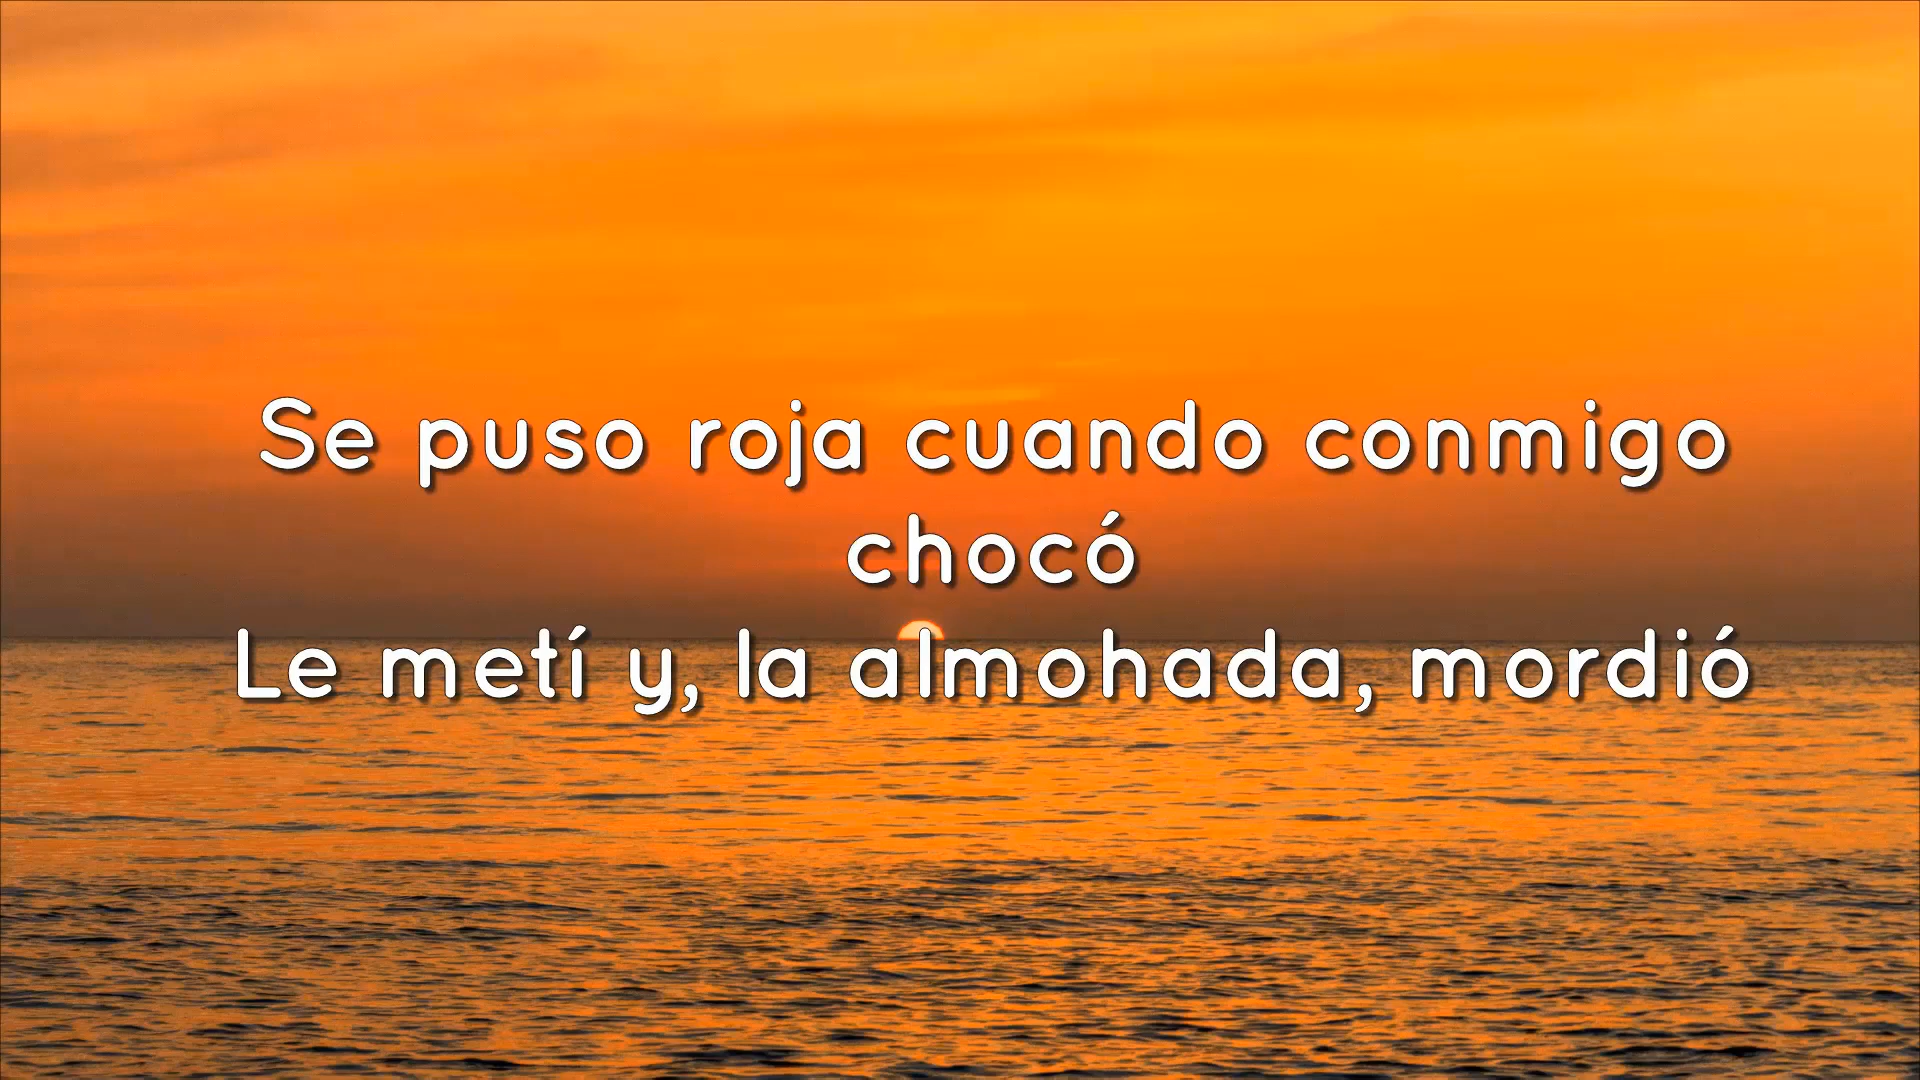 Se puso roja cuando conmigo
chocó
Le metí y, la almohada, mordió